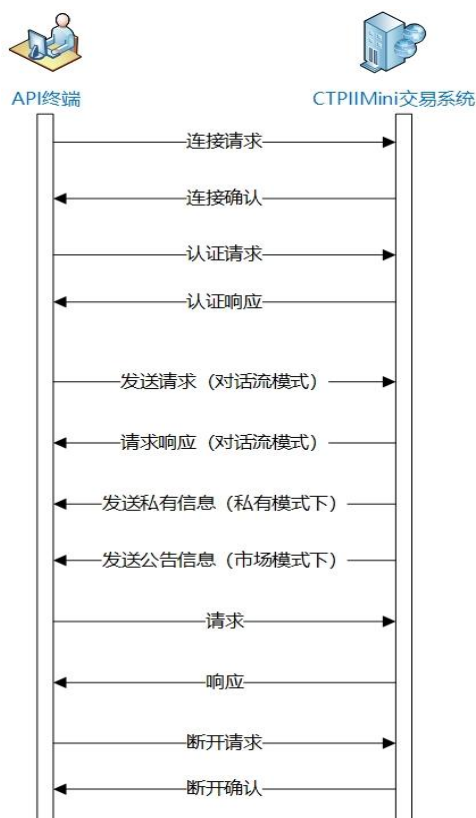 API终端
CTPIIMini交易系统
连接请求
连接确认
认证请求
认证响应
发送请求（对话流模式）
请求响应（对话流模式）
发送私有信息（私有模式下）
发送公告信息（市场模式下）
请求
响应
断开请求
断开确认